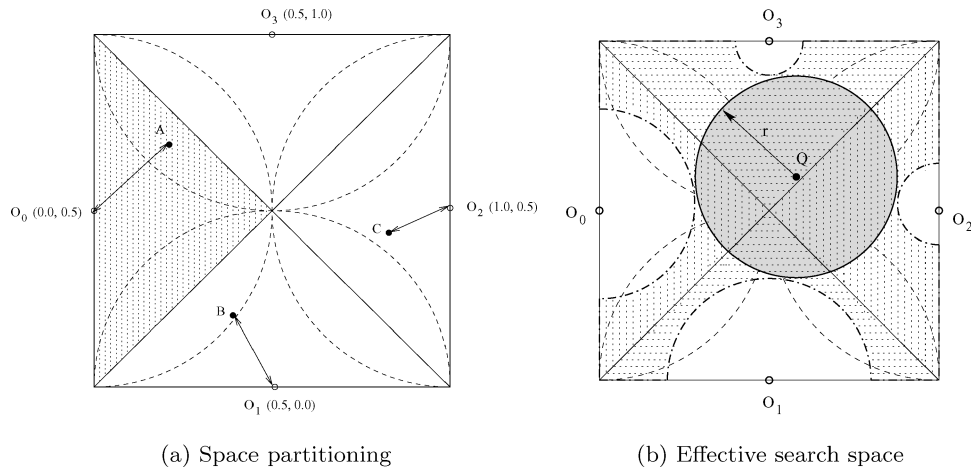 O3 (0.5, 1.0)
A
O0 (0.0, 0.5)
O2 (1.0, 0.5)
C
B
O1 (0.5, 0.0)
(a) Space partitioning
O3
r
Q
O0
O2
O1
(b) Effective search space